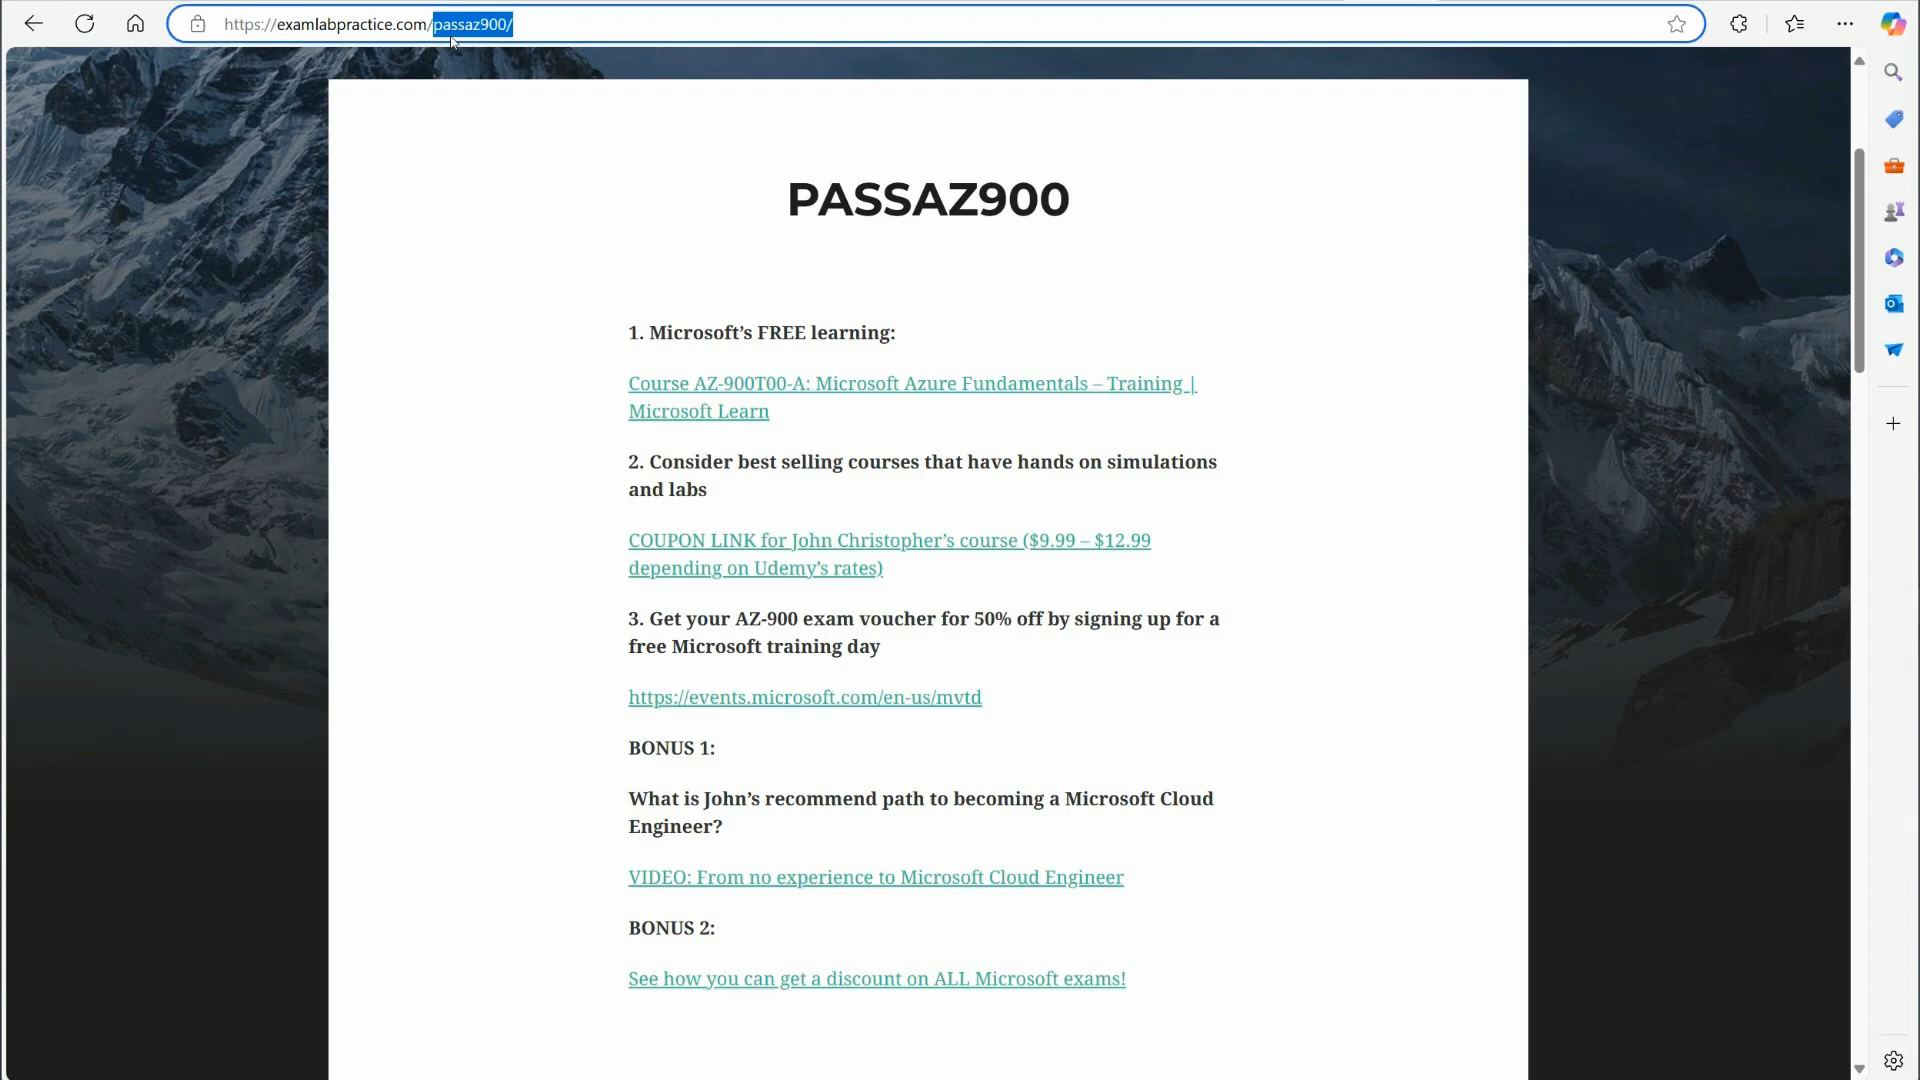 https://examlabpractice.com/passaz900/
PASSAZ900
1. Microsoft’s FREE learning:
Course AZ-900T00-A: Microsoft Azure Fundamentals – Training |
Microsoft Learn
2. Consider best selling courses that have hands on simulations
and labs
COUPON LINK for John Christopher’s course ($9.99 – $12.99
depending on Udemy’s rates)
3. Get your AZ-900 exam voucher for 50% off by signing up for a
free Microsoft training day
https://events.microsoft.com/en-us/mvtd
BONUS 1:
What is John’s recommend path to becoming a Microsoft Cloud
Engineer?
VIDEO: From no experience to Microsoft Cloud Engineer
BONUS 2:
See how you can get a discount on ALL Microsoft exams!